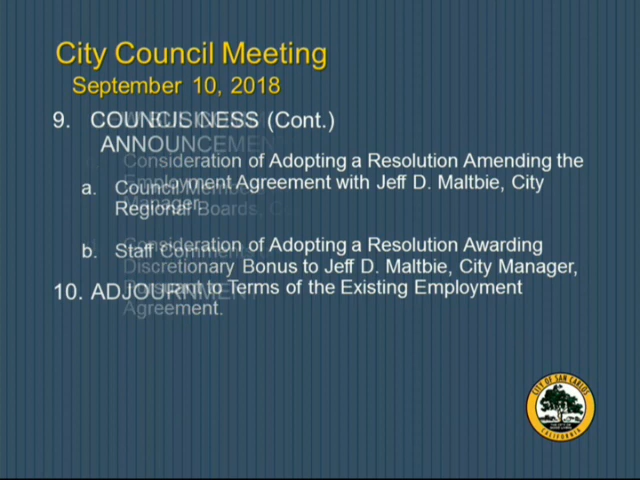 City Council Meeting
September 10, 2018
9. COUNCIL
BUSINESS (Cont.)
ANNOUNCEMEN
Consideration of Adopting a Resolution Amending the
Employment Agreement with Jeff D. Maltbie, City
Manager.
a. Council Member
Regional Boards,
Consideration of Adopting a Resolution Awarding
Discretionary Bonus to Jeff D. Maltbie, City Manager,
Pursuant to Terms of the Existing Employment
Agreement.
b. Staff Comments
10. ADJOURNMENT
CITY OF SAN CARLOS
CALIFORNIA